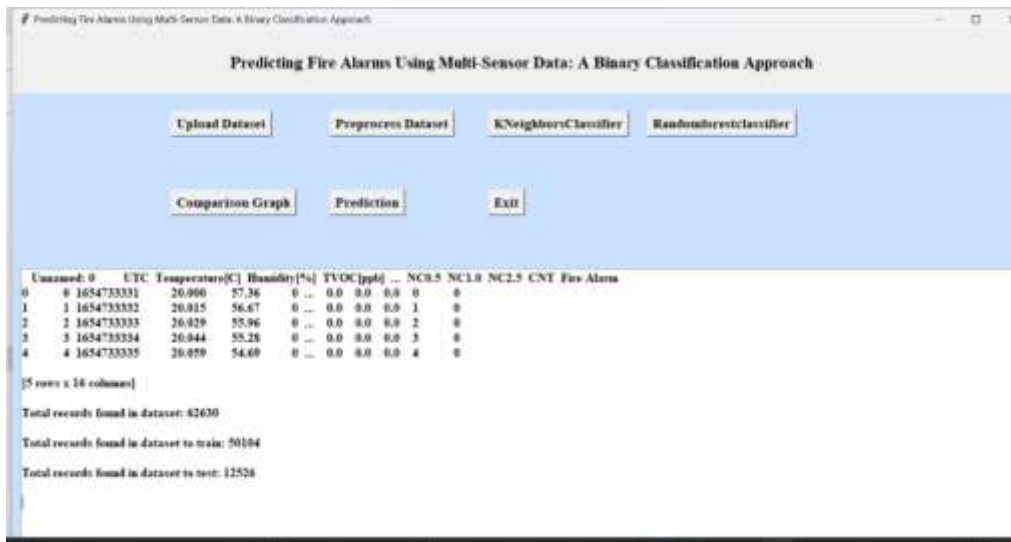 Predicting Fire Alarms Using Multi-Sensor Data: A Binary Classification Approach
Predicting Fire Alarms Using Multi-Sensor Data: A Binary Classification Approach
Upload Dataset Preprocess Dataset KNeighborsClassifier Randomforestclassifier
Comparison Graph Prediction Exit
Unnamed: 0 UTC Temperature[C] Humidity[%] TVOC[ppb] ... NC0.5 NC1.0 NC2.5 CNT Fire Alarm
0 0 1654733331 20.000 57.36 0 ... 0.0 0.0 0.0 0 0
1 1 1654733332 20.015 56.67 0 ... 0.0 0.0 0.0 1 0
2 2 1654733333 20.029 55.96 0 ... 0.0 0.0 0.0 2 0
3 3 1654733334 20.044 55.28 0 ... 0.0 0.0 0.0 3 0
4 4 1654733335 20.059 54.69 0 ... 0.0 0.0 0.0 4 0
[5 rows x 16 columns]
Total records found in dataset: 62630
Total records found in dataset to train: 50104
Total records found in dataset to test: 12526